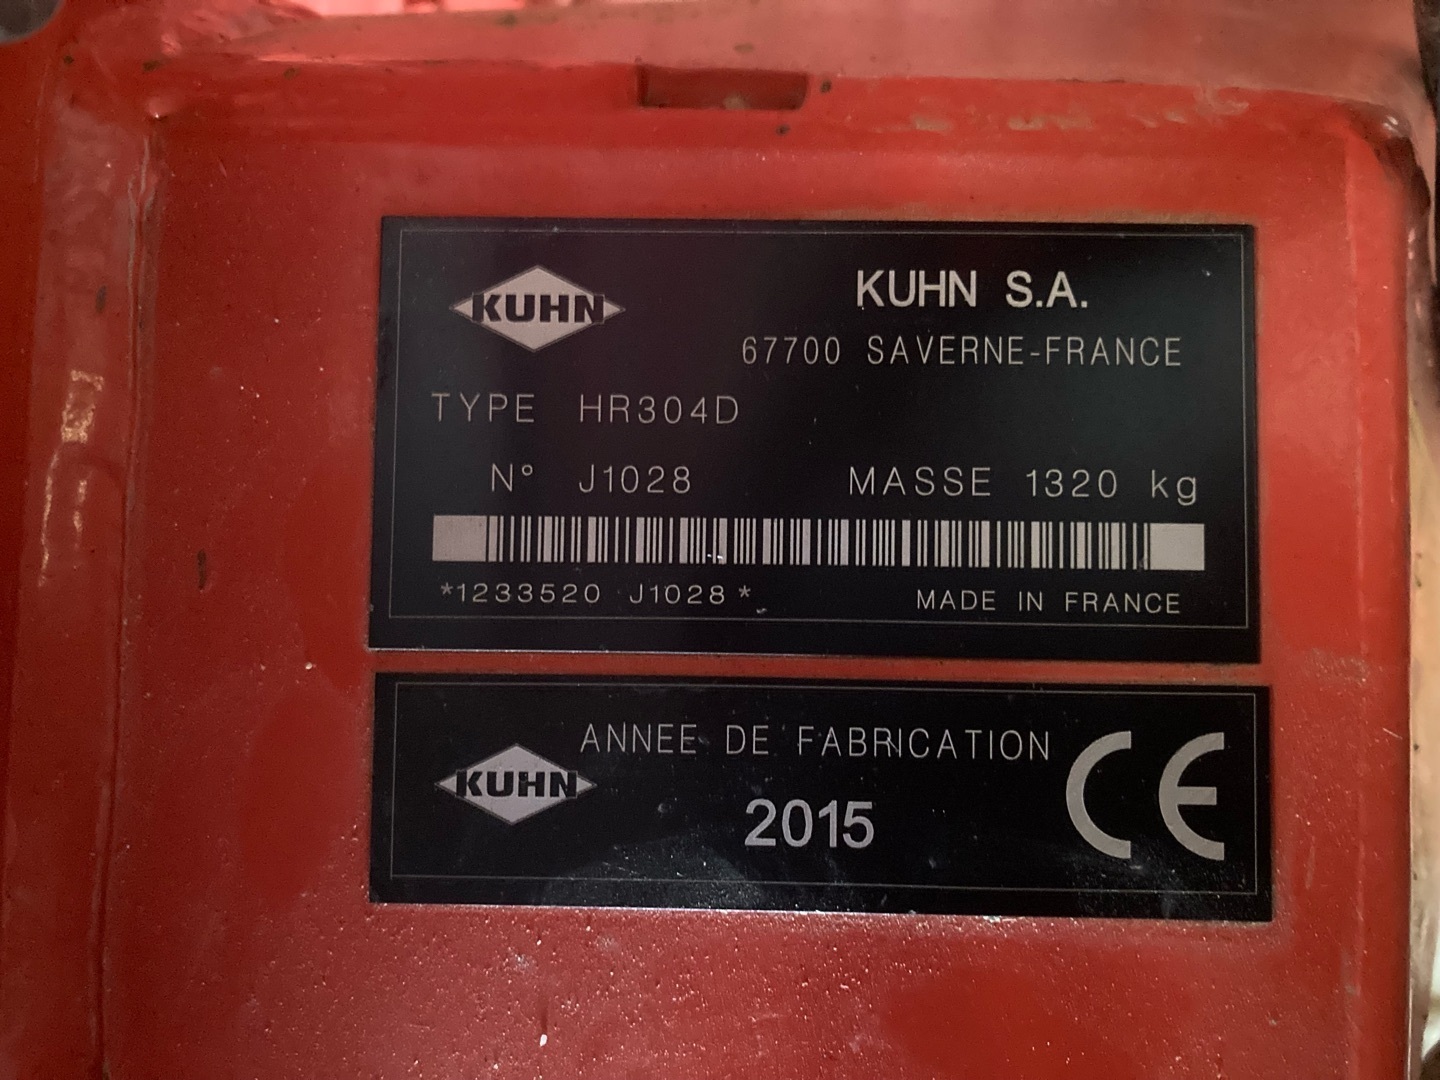 KUHN
KUHN S.A.
67700 SAVERNE-FRANCE
TYPE HR304D
N° J1028 MASSE 1320 kg
*1233520 J1028*
MADE IN FRANCE
KUHN
ANNEE DE FABRICATION
2015
CE